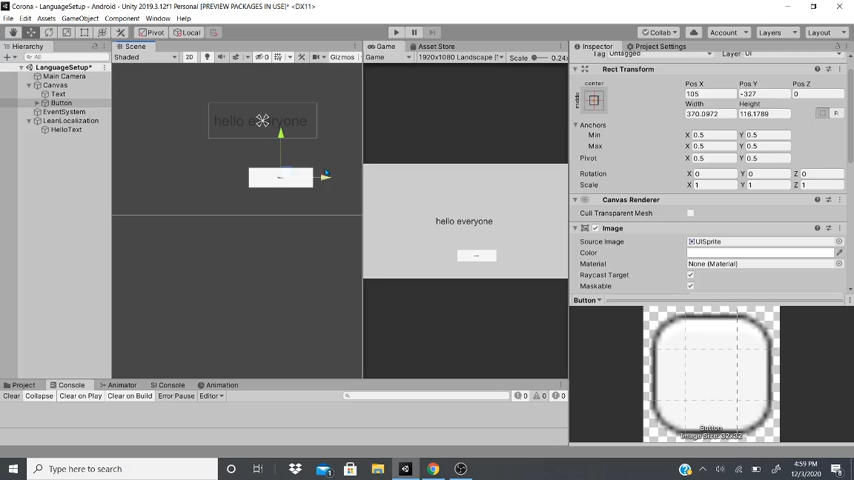 Corona - LanguageSetup - Android - Unity 2019.3.12f1 Personal [PREVIEW PACKAGES IN USE]* <DX11>
File Edit Assets GameObject Component Window Help
Local
Collab Account Layers Layout
Hierarchy Scene Game Asset Store Inspector Project Settings
All Shaded 2D 0 Gizmos Game 1920x1080 Landscape Scale 0.24
Tag Untagged Layer UI
LanguageSetup*
Main Camera
Canvas
Text
Button
EventSystem
LeanLocalization
HelloText
hello everyone
hello everyone
Rect Transform
center Pos X Pos Y Pos Z
middle 105 -327 0
Width Height
370.0972 116.1789 R
Anchors
Min X 0.5 Y 0.5
Max X 0.5 Y 0.5
Pivot X 0.5 Y 0.5
Rotation X 0 Y 0 Z 0
Scale X 1 Y 1 Z 1
Canvas Renderer
Cull Transparent Mesh
Image
Source Image UISprite
Color
Material None (Material)
Raycast Target
Maskable
Button
Button
Image Size: 32x32
Project Console Animator Console Animation
Clear Collapse Clear on Play Clear on Build Error Pause Editor 0 0 0
Type here to search
4:59 PM
12/3/2020